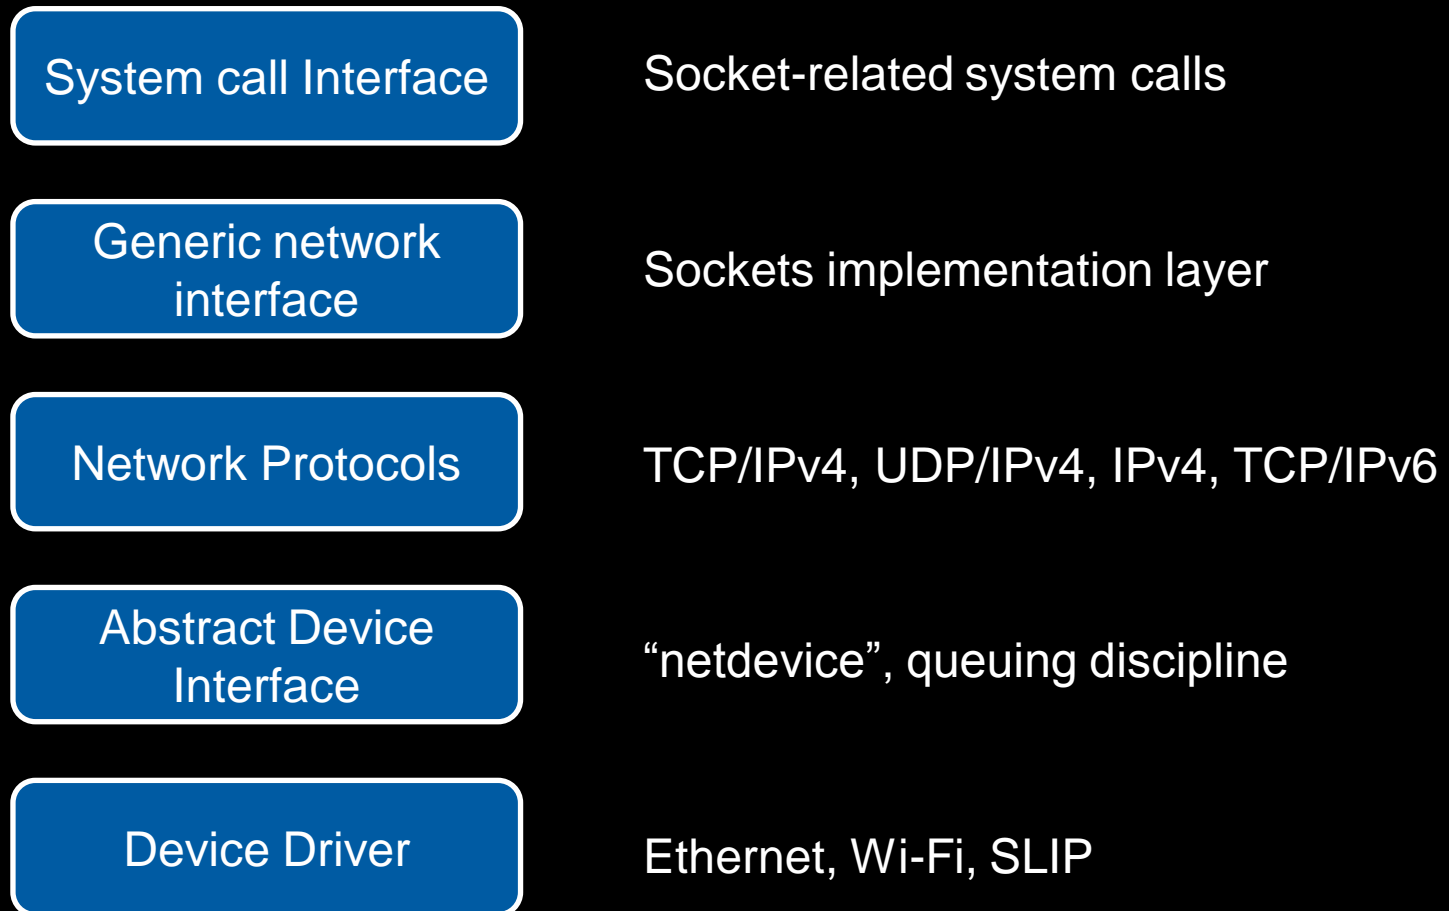 System call Interface
Socket-related system calls
Generic network
interface
Sockets implementation layer
Network Protocols
TCP/IPv4, UDP/IPv4, IPv4, TCP/IPv6
Abstract Device
Interface
“netdevice”, queuing discipline
Device Driver
Ethernet, Wi-Fi, SLIP